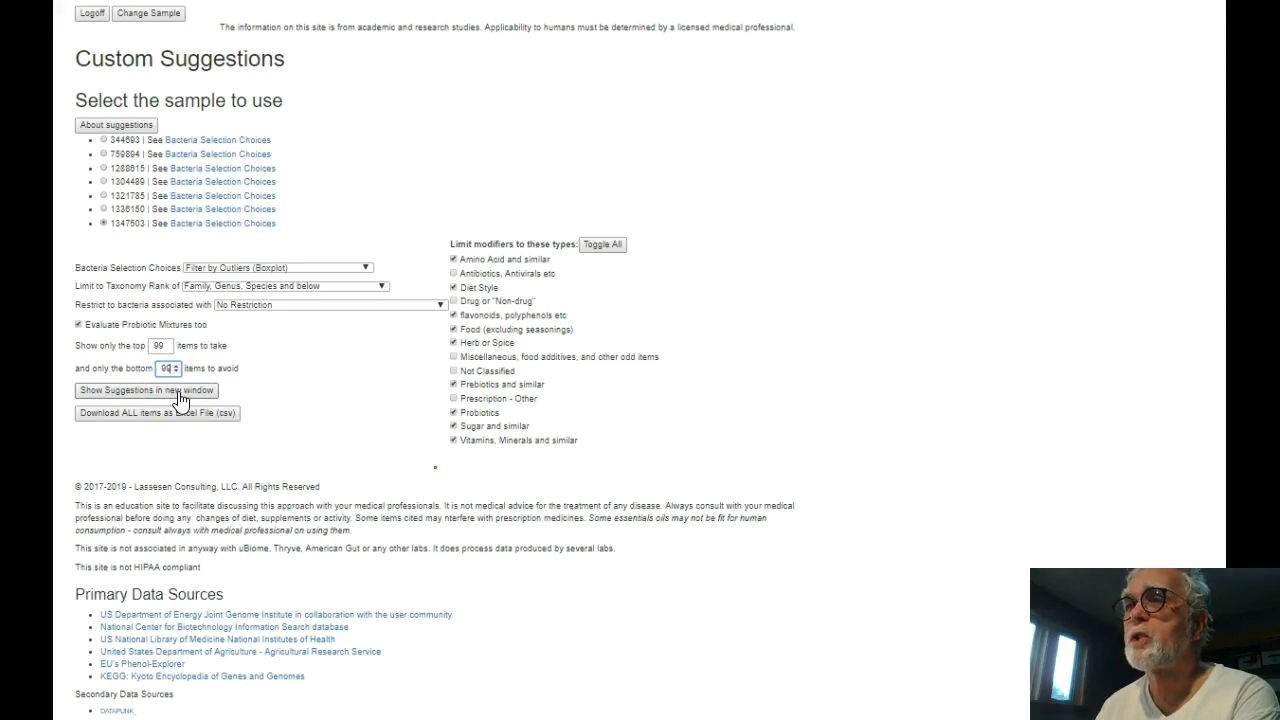 Logoff Change Sample
The information on this site is from academic and research studies. Applicability to humans must be determined by a licensed medical professional.
Custom Suggestions
Select the sample to use
About suggestions
344693 | See Bacteria Selection Choices
759894 | See Bacteria Selection Choices
1288615 | See Bacteria Selection Choices
1304489 | See Bacteria Selection Choices
1321785 | See Bacteria Selection Choices
1336150 | See Bacteria Selection Choices
1347503 | See Bacteria Selection Choices
Bacteria Selection Choices Filter by Outliers (Boxplot)
Limit to Taxonomy Rank of Family, Genus, Species and below
Restrict to bacteria associated with No Restriction
Evaluate Probiotic Mixtures too
Show only the top 99 items to take
and only the bottom 99 items to avoid
Show Suggestions in new window
Download ALL items as Excel File (csv)
Limit modifiers to these types: Toggle All
Amino Acid and similar
Antibiotics, Antivirals etc
Diet Style
Drug or "Non-drug"
flavonoids, polyphenols etc
Food (excluding seasonings)
Herb or Spice
Miscellaneous, food additives, and other odd items
Not Classified
Prebiotics and similar
Prescription - Other
Probiotics
Sugar and similar
Vitamins, Minerals and similar
© 2017-2019 - Lassesen Consulting, LLC. All Rights Reserved
This is an education site to facilitate discussing this approach with your medical professionals. It is not medical advice for the treatment of any disease. Always consult with your medical
professional before doing any changes of diet, supplements or activity. Some items cited may nterfere with prescription medicines. Some essentials oils may not be fit for human
consumption - consult always with medical professional on using them.
This site is not associated in anyway with uBiome, Thryve, American Gut or any other labs. It does process data produced by several labs.
This site is not HIPAA compliant
Primary Data Sources
US Department of Energy Joint Genome Institute in collaboration with the user community.
National Center for Biotechnology Information Search database
US National Library of Medicine National Institutes of Health
United States Department of Agriculture - Agricultural Research Service
EU's Phenol-Explorer
KEGG: Kyoto Encyclopedia of Genes and Genomes
Secondary Data Sources
DATAPUNK_